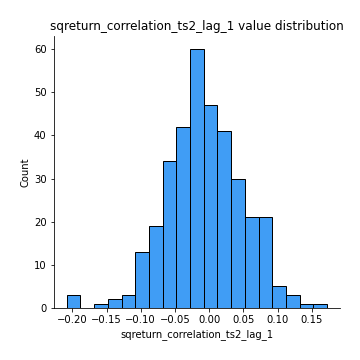 sqreturn_correlation_ts2_lag_1 value distribution
60
50
40
30
20
10
0
Count
−0.20 −0.15 −0.10 −0.05 0.00 0.05 0.10 0.15
sqreturn_correlation_ts2_lag_1